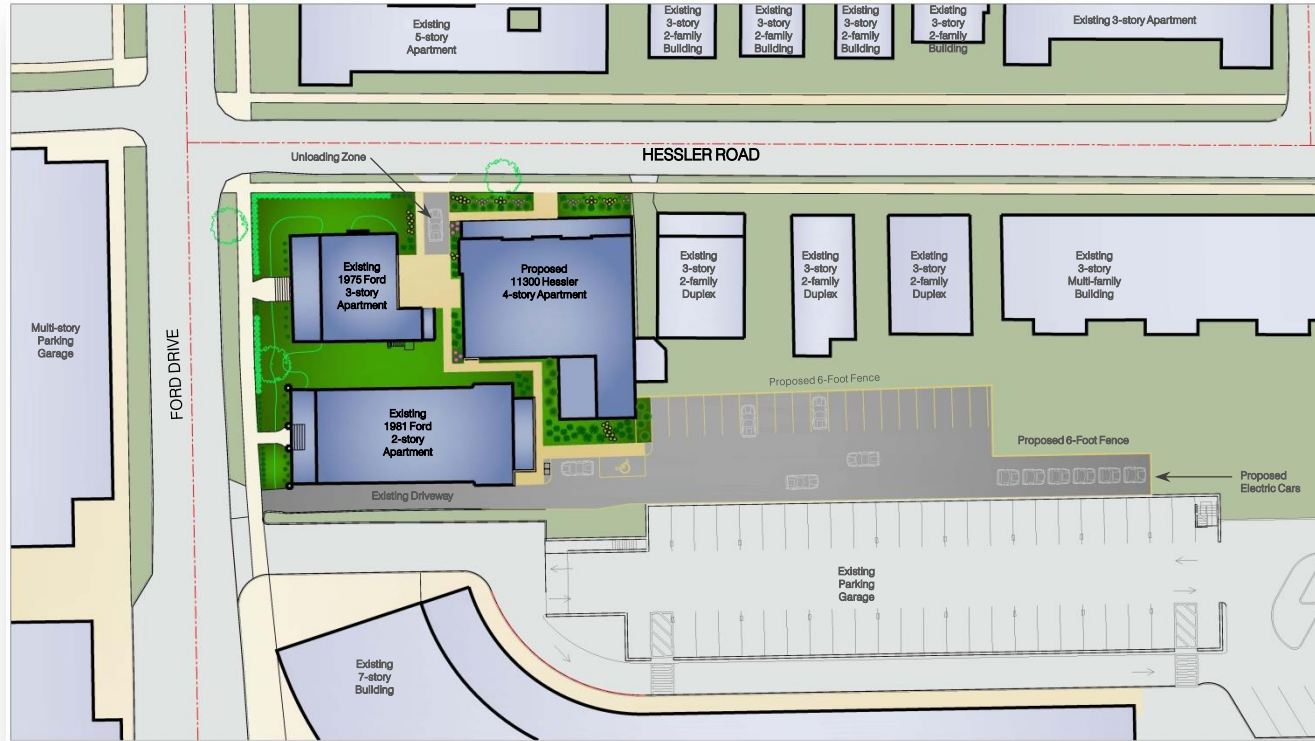 Existing
5-story
Apartment
Existing
3-story
2-family
Building
Existing
3-story
2-family
Building
Existing
3-story
2-family
Building
Existing
3-story
2-family
Building
Existing 3-story Apartment
Unloading Zone
HESSLER ROAD
Existing
1975 Ford
3-story
Apartment
Proposed
11300 Hessler
4-story Apartment
Existing
3-story
2-family
Duplex
Existing
3-story
2-family
Duplex
Existing
3-story
2-family
Duplex
Existing
3-story
Multi-family
Building
Multi-story
Parking
Garage
FORD DRIVE
Proposed 6-Foot Fence
Existing
1981 Ford
2-story
Apartment
Proposed 6-Foot Fence
Proposed
Electric Cars
Existing Driveway
Existing
Parking
Garage
Existing
7-story
Building